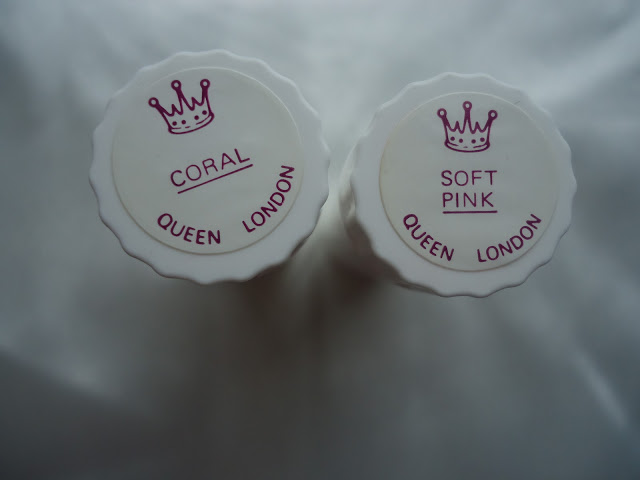 CORAL
QUEEN LONDON
SOFT
PINK
QUEEN LONDON